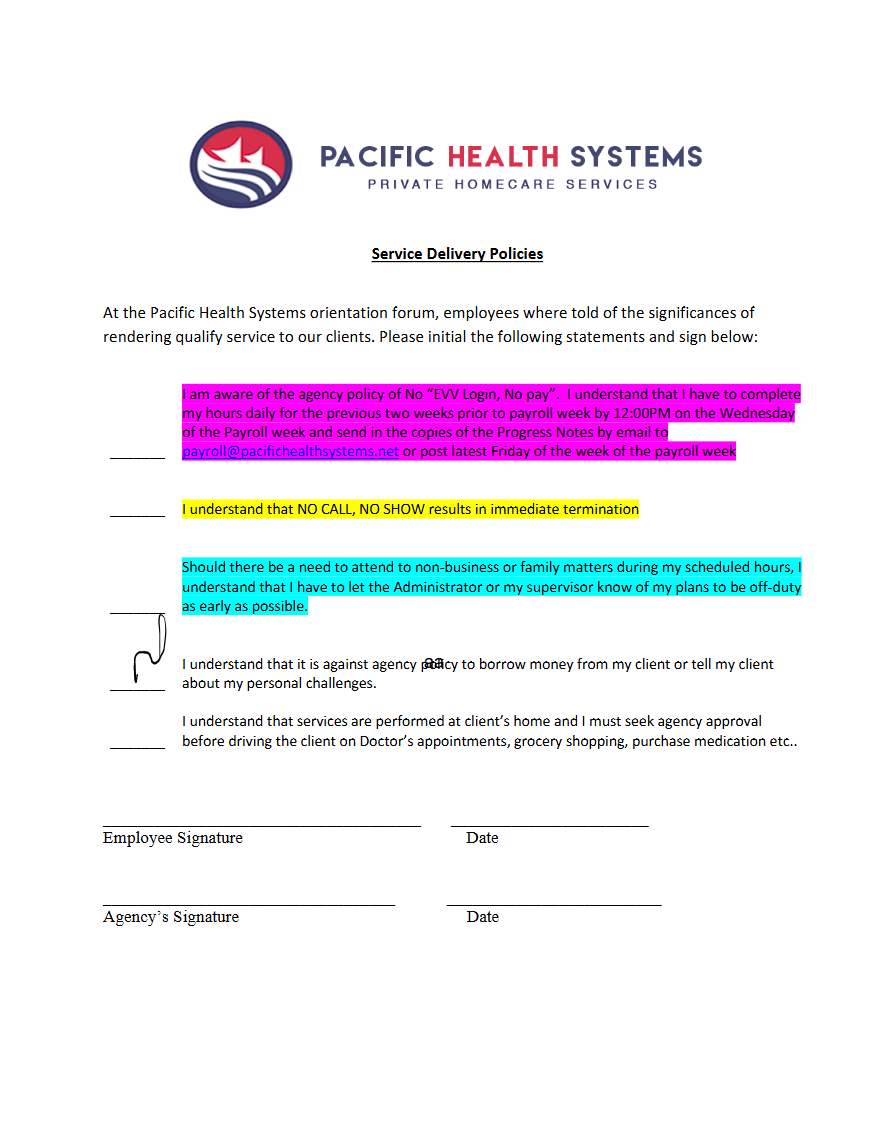 PACIFIC HEALTH SYSTEMS
PRIVATE HOMECARE SERVICES
Service Delivery Policies
At the Pacific Health Systems orientation forum, employees where told of the significances of
rendering qualify service to our clients. Please initial the following statements and sign below:
I am aware of the agency policy of No “EVV Login, No pay”. I understand that I have to complete
my hours daily for the previous two weeks prior to payroll week by 12:00PM on the Wednesday
of the Payroll week and send in the copies of the Progress Notes by email to
_______ payroll@pacifichealthsystems.net or post latest Friday of the week of the payroll week
_______ I understand that NO CALL, NO SHOW results in immediate termination
Should there be a need to attend to non-business or family matters during my scheduled hours, I
understand that I have to let the Administrator or my supervisor know of my plans to be off-duty
_______ as early as possible.
I understand that it is against agency policy to borrow money from my client or tell my client
_______ about my personal challenges.
I understand that services are performed at client’s home and I must seek agency approval
_______ before driving the client on Doctor’s appointments, grocery shopping, purchase medication etc..
Employee Signature Date
Agency’s Signature Date